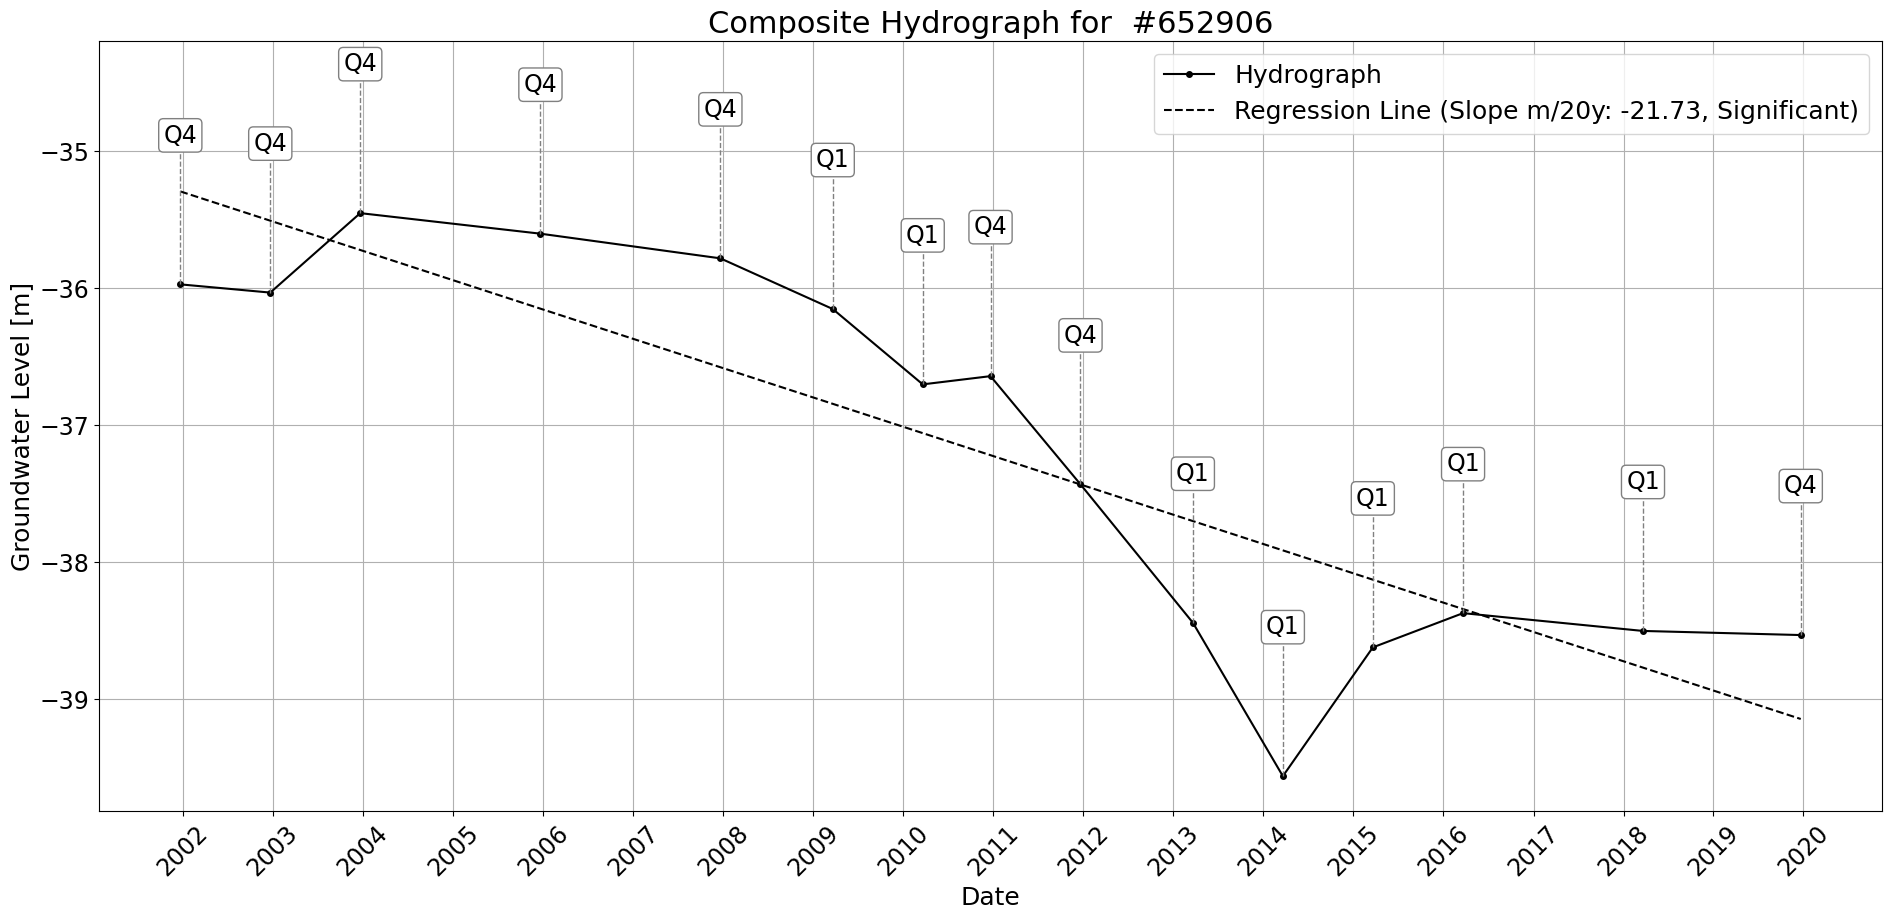 Composite Hydrograph for  #652906
Hydrograph
Regression Line (Slope m/20y: -21.73, Significant)
Q4
Q4
Q4
Q4
Q4
Q1
Q1
Q4
Q4
Q1
Q1
Q1
Q1
Q1
Q4
Groundwater Level [m]
−35
−36
−37
−38
−39
2002
2003
2004
2005
2006
2007
2008
2009
2010
2011
2012
2013
2014
2015
2016
2017
2018
2019
2020
Date